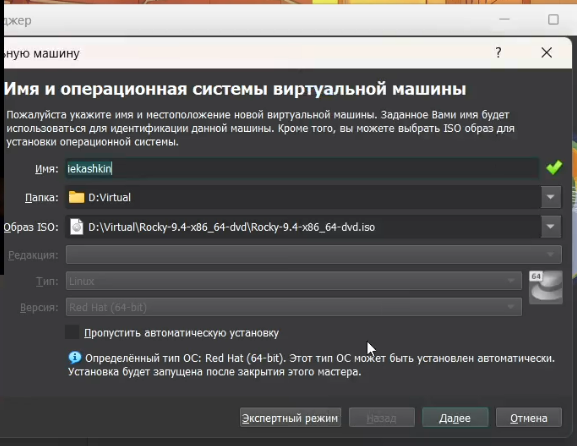 джер
ьную машину
?
Имя и операционная системы виртуальной машины
Пожалуйста укажите имя и местоположение новой виртуальной машины. Заданное Вами имя будет
использоваться для идентификации данной машины. Кроме того, вы можете выбрать ISO образ для
установки операционной системы.
Имя: iekashkin
Папка: D:Virtual
Образ ISO: D:\Virtual\Rocky-9.4-x86_64-dvd\Rocky-9.4-x86_64-dvd.iso
Редакция:
Тип: Linux
64
Версия: Red Hat (64-bit)
Пропустить автоматическую установку
Определённый тип ОС: Red Hat (64-bit). Этот тип ОС может быть установлен автоматически.
Установка будет запущена после закрытия этого мастера.
Экспертный режим Назад Далее Отмена